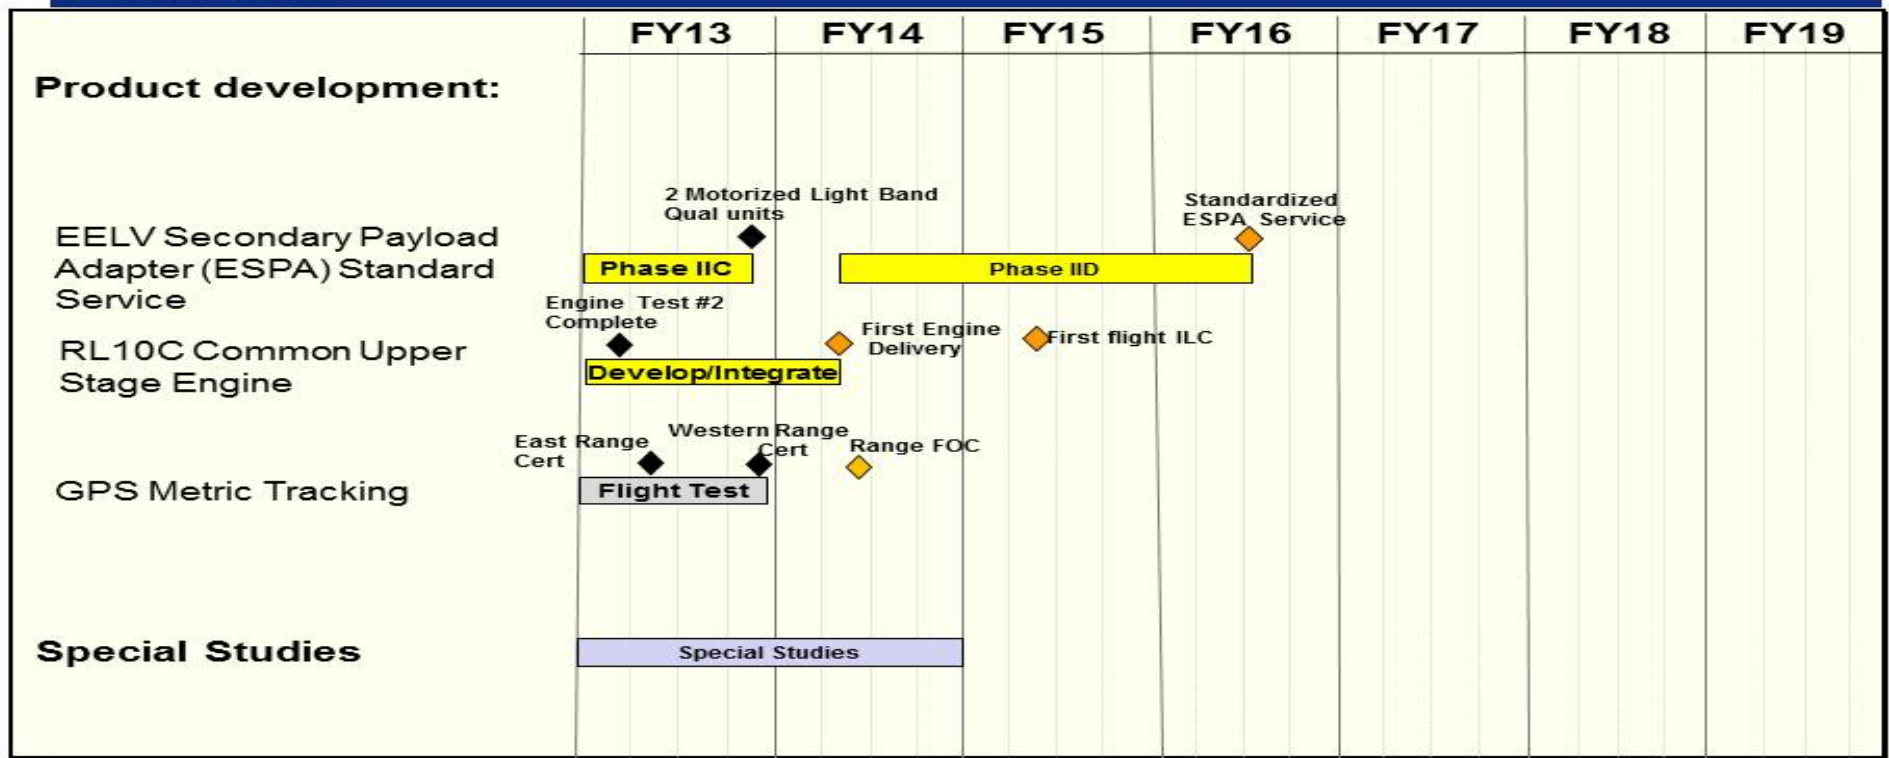 FY13 FY14 FY15 FY16 FY17 FY18 FY19
Product development:
2 Motorized Light Band
Qual units
Standardized
ESPA Service
EELV Secondary Payload
Adapter (ESPA) Standard
Service
Phase IIC
Phase IID
Engine Test #2
Complete
First Engine
Delivery
First flight ILC
RL10C Common Upper
Stage Engine
Develop/Integrate
East Range
Cert
Western Range
Cert
Range FOC
GPS Metric Tracking
Flight Test
Special Studies
Special Studies